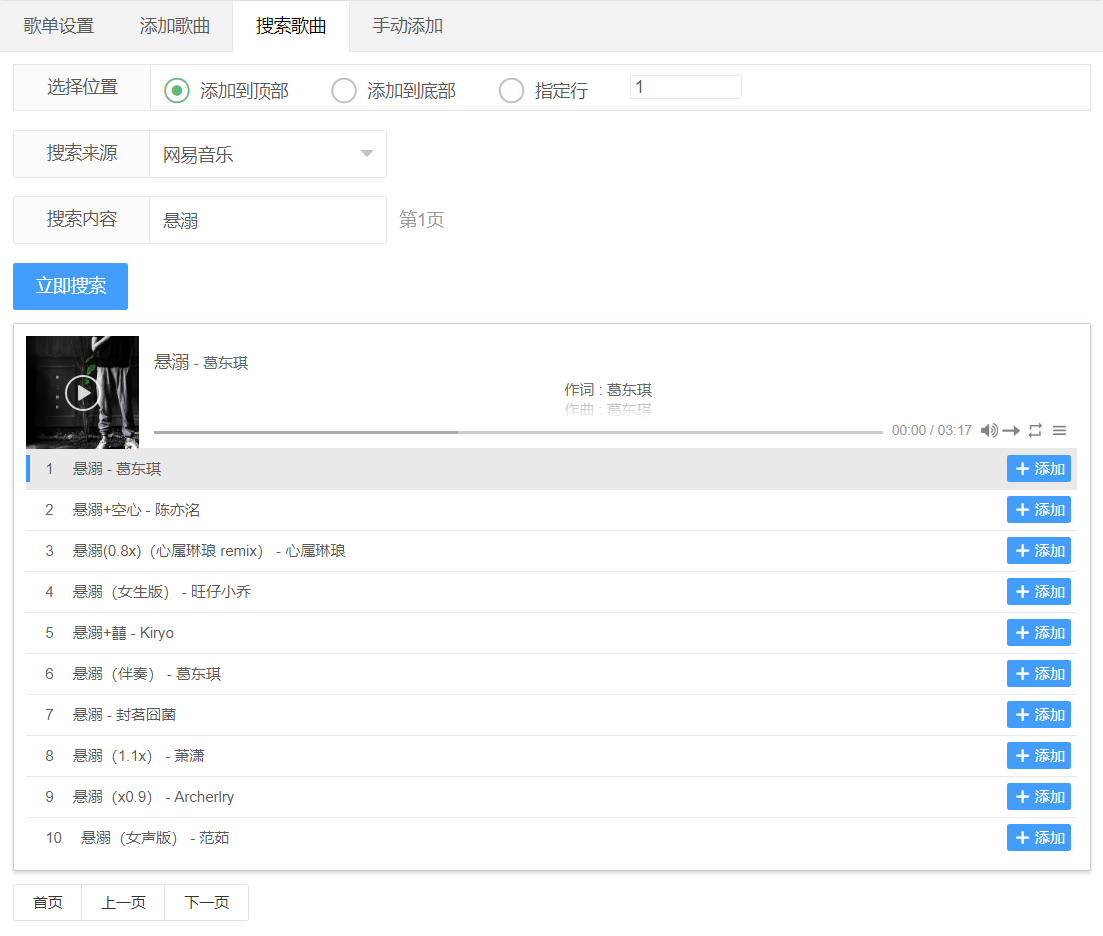 歌单设置 添加歌曲 搜索歌曲 手动添加
选择位置 添加到顶部 添加到底部 指定行 1
搜索来源 网易音乐
搜索内容 悬溺 第1页
立即搜索
悬溺 - 葛东琪
作词 : 葛东琪
作曲 : 葛东琪
00:00 / 03:17
1 悬溺 - 葛东琪 添加
2 悬溺+空心 - 陈亦洺 添加
3 悬溺(0.8x)（心屠琳琅 remix） - 心屠琳琅 添加
4 悬溺（女生版） - 旺仔小乔 添加
5 悬溺+囍 - Kiryo 添加
6 悬溺（伴奏） - 葛东琪 添加
7 悬溺 - 封茗囧菌 添加
8 悬溺（1.1x） - 萧潇 添加
9 悬溺（x0.9） - Archerlry 添加
10 悬溺（女声版） - 范茹 添加
首页 上一页 下一页